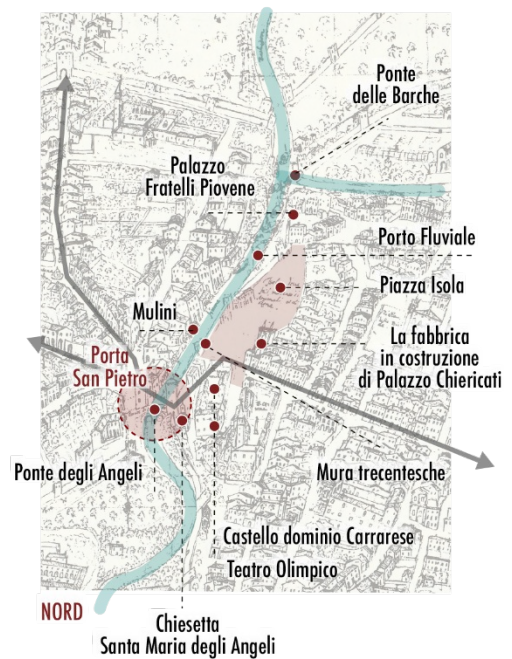 Ponte
delle Barche
Palazzo
Fratelli Piovene
Porto Fluviale
Piazza Isola
Mulini
La fabbrica
in costruzione
di Palazzo Chiericati
Porta
San Pietro
Ponte degli Angeli
Mura trecentesche
Castello dominio Carrarese
Teatro Olimpico
NORD
Chiesetta
Santa Maria degli Angeli